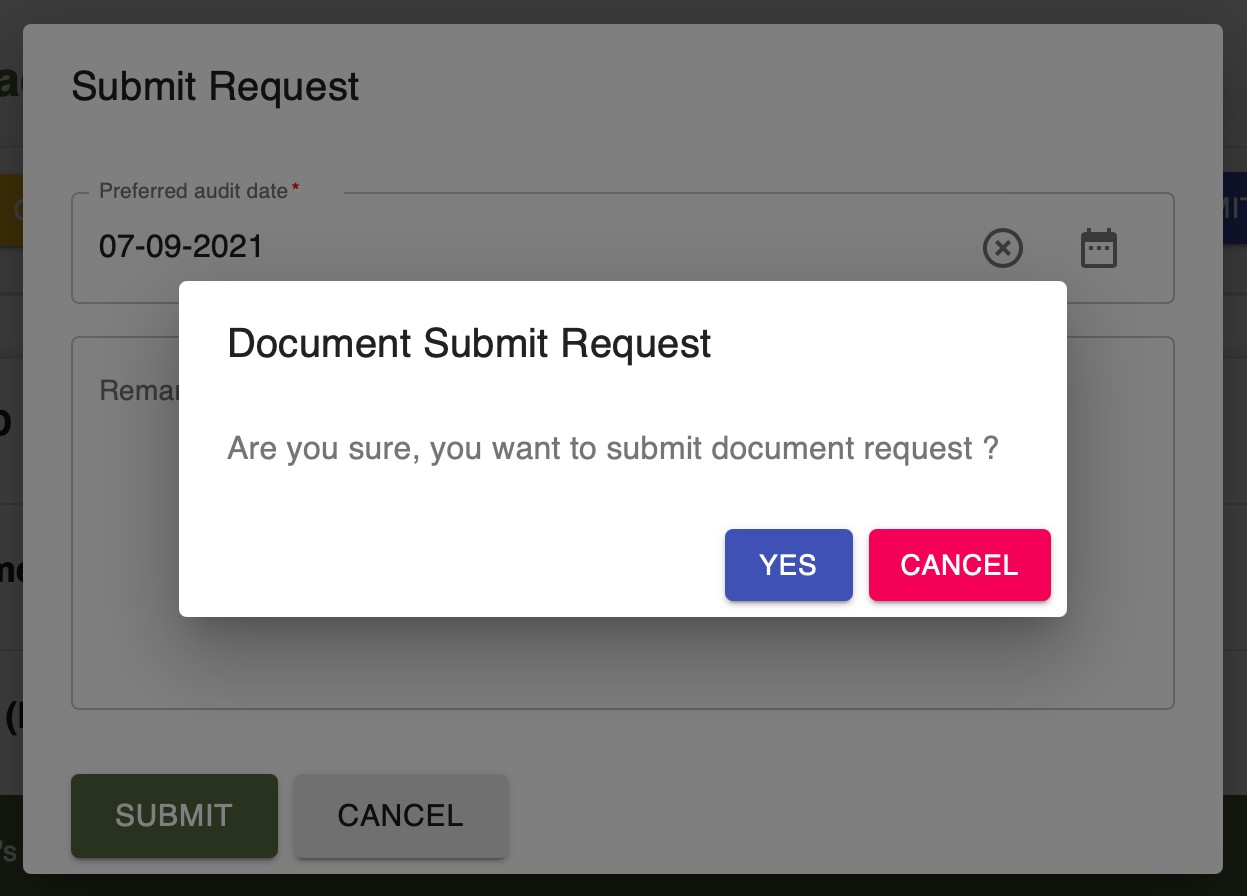 Submit Request
Preferred audit date*
07-09-2021
Document Submit Request
Are you sure, you want to submit document request ?
YES CANCEL
SUBMIT CANCEL